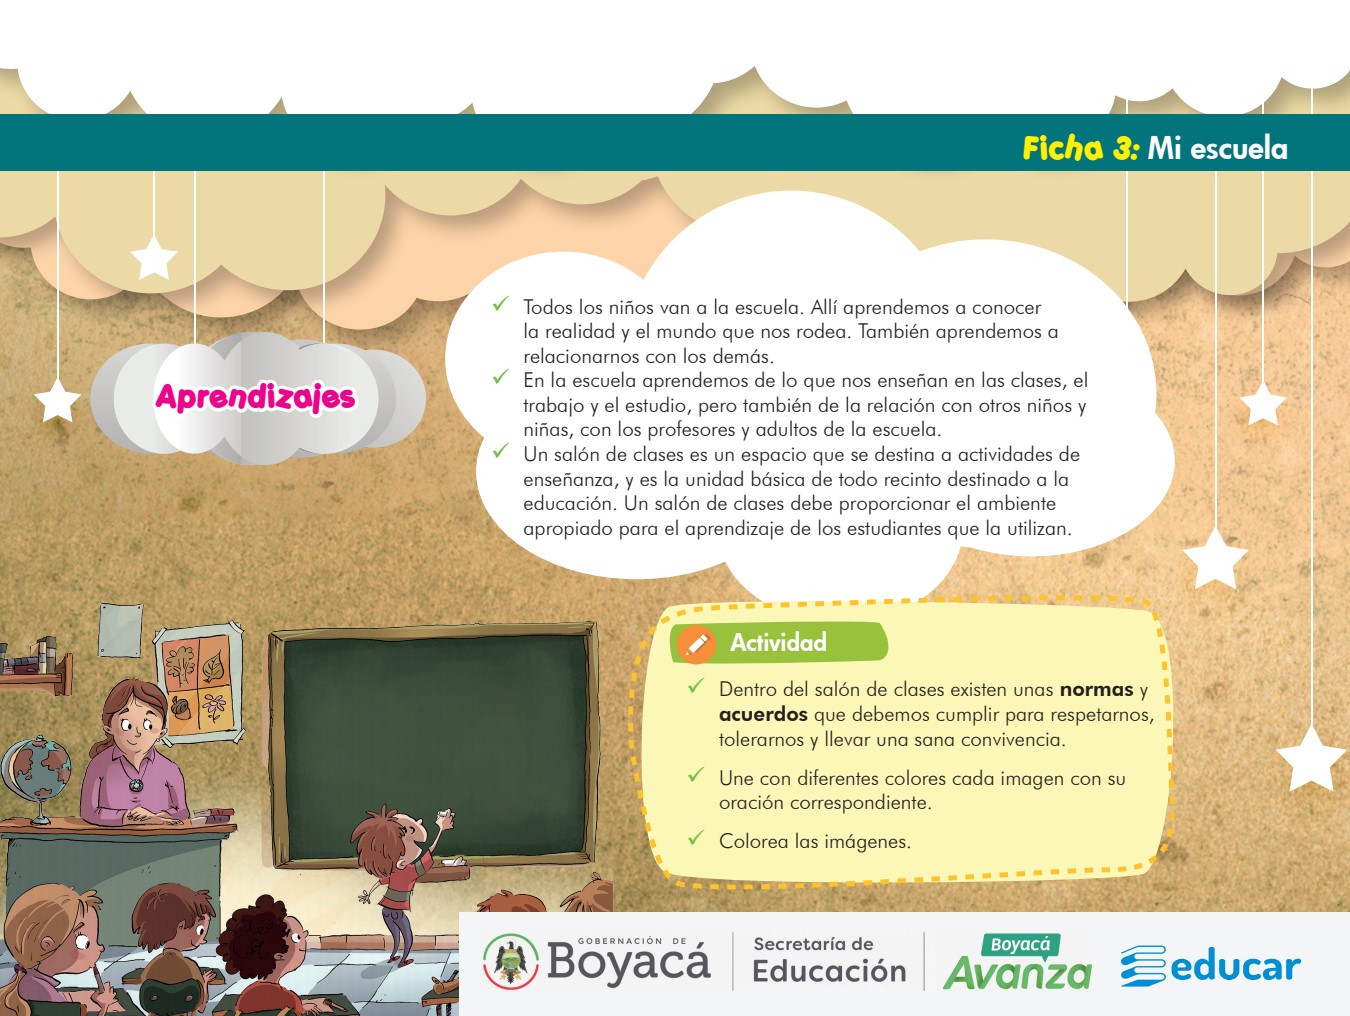 Ficha 3: Mi escuela
Aprendizajes
Todos los niños van a la escuela. Allí aprendemos a conocer
la realidad y el mundo que nos rodea. También aprendemos a
relacionarnos con los demás.
En la escuela aprendemos de lo que nos enseñan en las clases, el
trabajo y el estudio, pero también de la relación con otros niños y
niñas, con los profesores y adultos de la escuela.
Un salón de clases es un espacio que se destina a actividades de
enseñanza, y es la unidad básica de todo recinto destinado a la
educación. Un salón de clases debe proporcionar el ambiente
apropiado para el aprendizaje de los estudiantes que la utilizan.
Actividad
Dentro del salón de clases existen unas normas y
acuerdos que debemos cumplir para respetarnos,
tolerarnos y llevar una sana convivencia.
Une con diferentes colores cada imagen con su
oración correspondiente.
Colorea las imágenes.
GOBERNACIÓN DE
Boyacá
Secretaría de
Educación
Boyacá
Avanza
educar